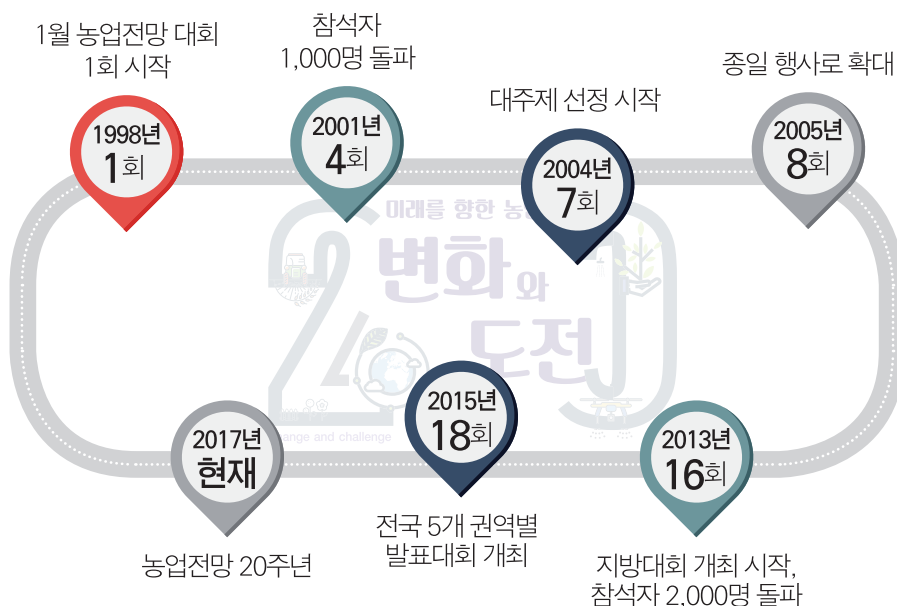 1월 농업전망 대회
1회 시작
1998년
1회
참석자
1,000명 돌파
2001년
4회
대주제 선정 시작
2004년
7회
종일 행사로 확대
2005년
8회
미래를 향한
변화와
도전
and challenge
2013년
16회
지방대회 개최 시작,
참석자 2,000명 돌파
2015년
18회
전국 5개 권역별
발표대회 개최
2017년
현재
농업전망 20주년